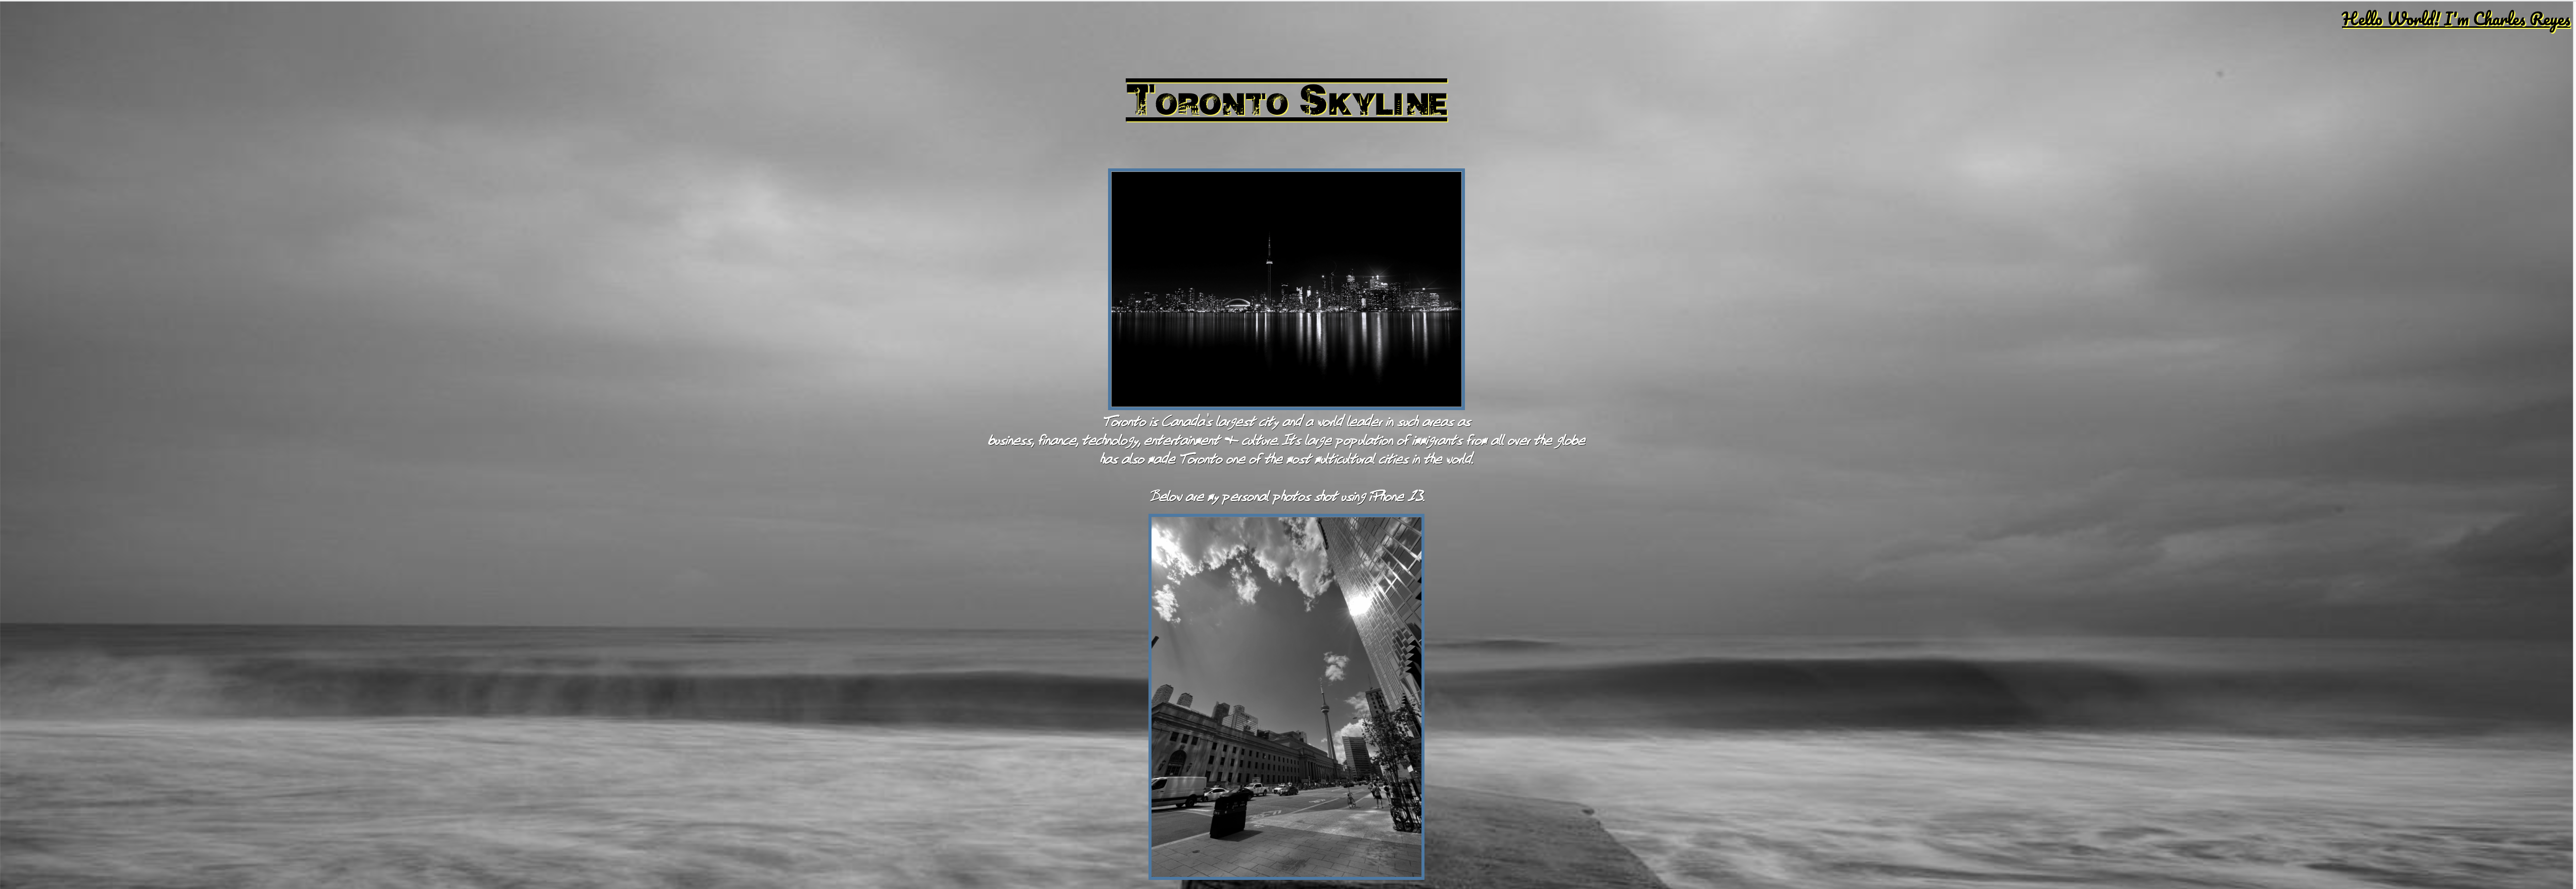 Hello World! I'm Charles Reyes
Toronto Skyline
Toronto is Canada's largest city and a world leader in such areas as
business, finance, technology, entertainment & culture. Its large population of immigrants from all over the globe
has also made Toronto one of the most multicultural cities in the world.
Below are my personal photos shot using iPhone 13.